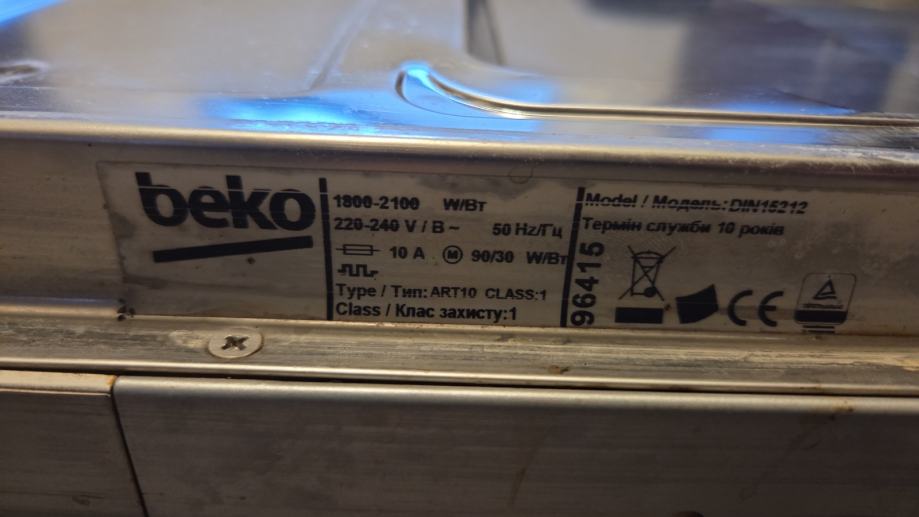 beko
1800-2100 W/Вт
220-240 V / В ~ 50 Hz/Гц
10 A M 90/30 W/Вт
Type / Тип: ART10 CLASS:1
Class / Клас захисту:1
96415
Model / Модель: DIN15212
Термін служби 10 років
CE